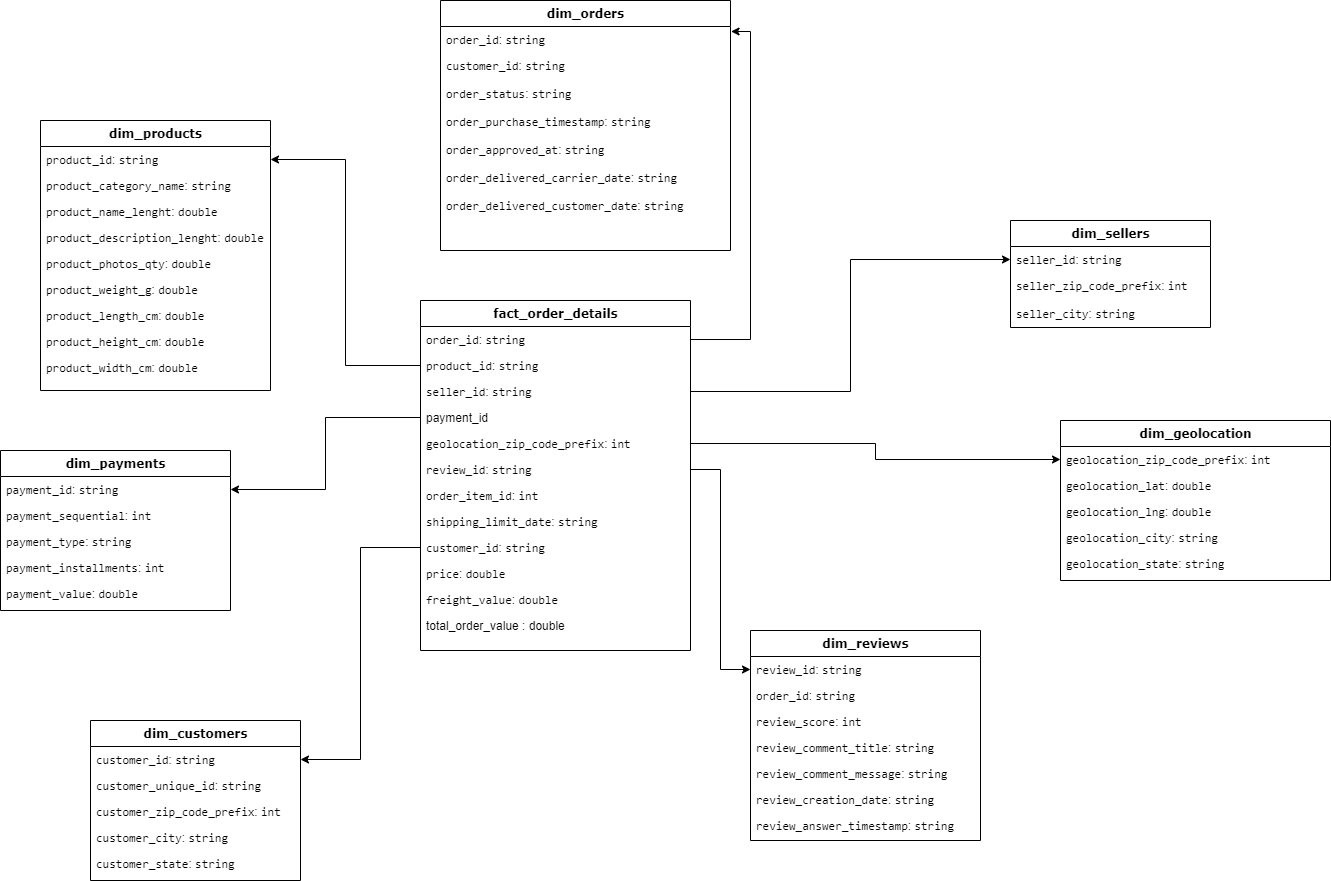 dim_orders
order_id: string
customer_id: string
order_status: string
order_purchase_timestamp: string
order_approved_at: string
order_delivered_carrier_date: string
order_delivered_customer_date: string
dim_products
product_id: string
product_category_name: string
product_name_lenght: double
product_description_lenght: double
product_photos_qty: double
product_weight_g: double
product_length_cm: double
product_height_cm: double
product_width_cm: double
dim_sellers
seller_id: string
seller_zip_code_prefix: int
seller_city: string
fact_order_details
order_id: string
product_id: string
seller_id: string
payment_id
geolocation_zip_code_prefix: int
review_id: string
order_item_id: int
shipping_limit_date: string
customer_id: string
price: double
freight_value: double
total_order_value : double
dim_payments
payment_id: string
payment_sequential: int
payment_type: string
payment_installments: int
payment_value: double
dim_geolocation
geolocation_zip_code_prefix: int
geolocation_lat: double
geolocation_lng: double
geolocation_city: string
geolocation_state: string
dim_reviews
review_id: string
order_id: string
review_score: int
review_comment_title: string
review_comment_message: string
review_creation_date: string
review_answer_timestamp: string
dim_customers
customer_id: string
customer_unique_id: string
customer_zip_code_prefix: int
customer_city: string
customer_state: string